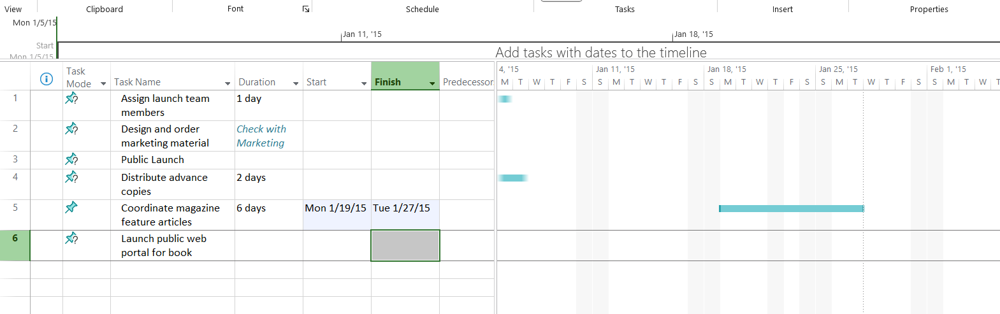 View Clipboard Font Schedule Tasks Insert Properties
Mon 1/5/15
Jan 11, '15 Jan 18, '15
Start
Mon 1/5/15
Add tasks with dates to the timeline
Task Mode Task Name Duration Start Finish Predecessor
4, '15 Jan 11, '15 Jan 18, '15 Jan 25, '15 Feb 1, '15
M T W T F S S M T W T F S S M T W T F S S M T W T F S S M T W T
1 Assign launch team members 1 day
2 Design and order marketing material Check with Marketing
3 Public Launch
4 Distribute advance copies 2 days
5 Coordinate magazine feature articles 6 days Mon 1/19/15 Tue 1/27/15
6 Launch public web portal for book